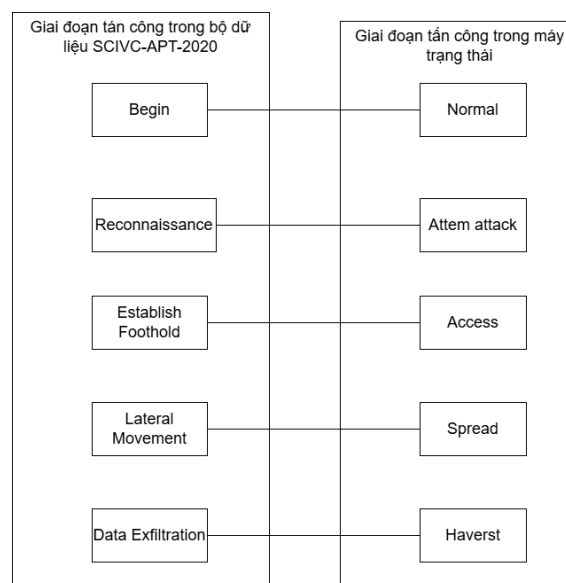 Giai đoạn tán công trong bộ dữ
liệu SCIVC-APT-2020
Giai đoạn tấn công trong máy
trạng thái
Begin
Normal
Reconnaissance
Attem attack
Establish
Foothold
Access
Lateral
Movement
Spread
Data Exfiltration
Haverst